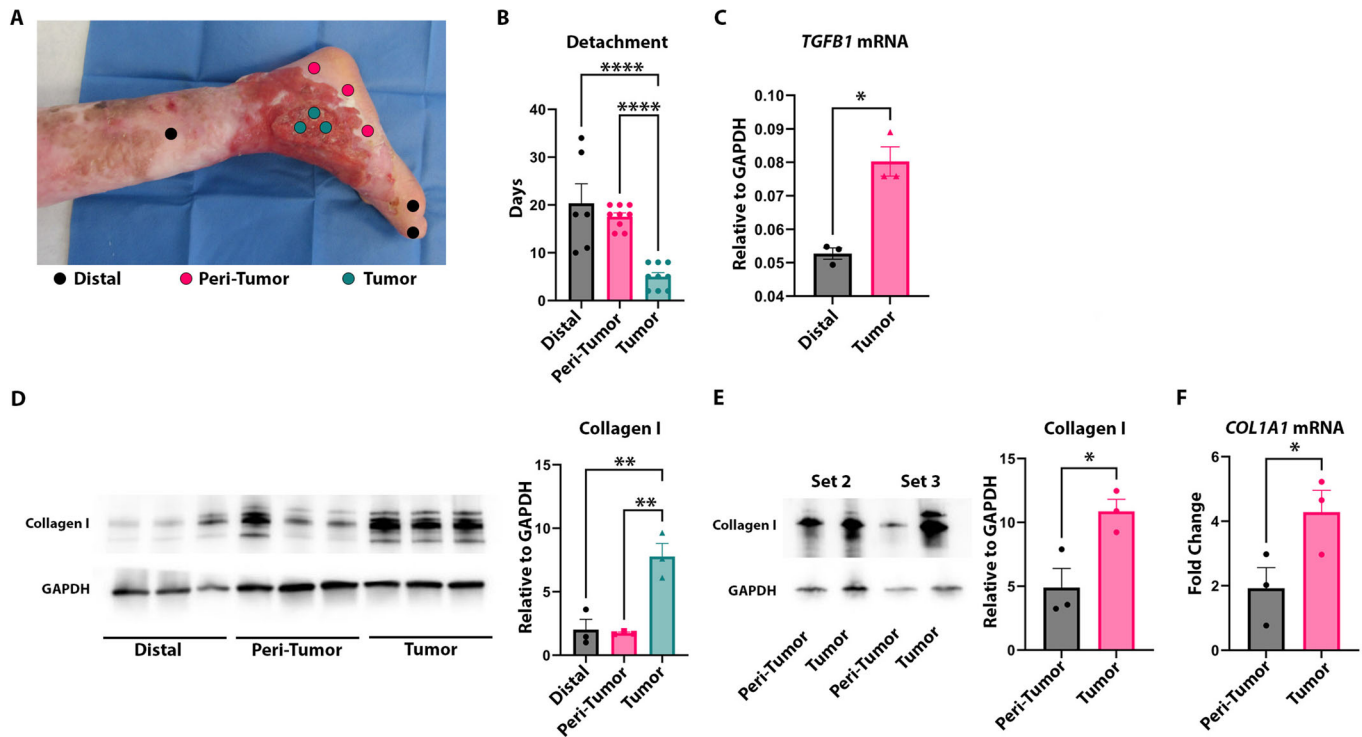 A
Distal
Peri-Tumor
Tumor
B
Detachment
****
****
Days
40
30
20
10
0
Distal
Peri-Tumor
Tumor
C
TGFB1 mRNA
*
Relative to GAPDH
0.10
0.08
0.06
0.05
0.04
Distal
Tumor
D
Collagen I
GAPDH
Distal
Peri-Tumor
Tumor
Collagen I
**
**
Relative to GAPDH
15
10
5
0
Distal
Peri-Tumor
Tumor
E
Set 2
Set 3
Collagen I
GAPDH
Peri-Tumor
Tumor
Peri-Tumor
Tumor
Collagen I
*
Relative to GAPDH
15
10
5
0
Peri-Tumor
Tumor
F
COL1A1 mRNA
*
Fold Change
6
4
2
0
Peri-Tumor
Tumor